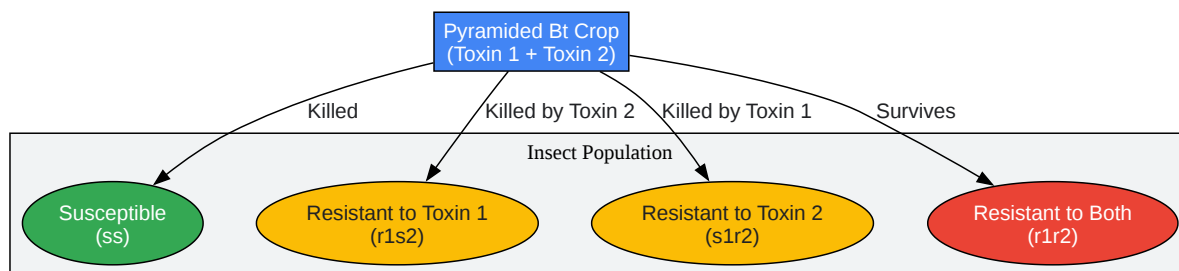 Pyramided Bt Crop
(Toxin 1 + Toxin 2)
Killed
Killed by Toxin 2
Killed by Toxin 1
Survives
Insect Population
Susceptible
(ss)
Resistant to Toxin 1
(r1s2)
Resistant to Toxin 2
(s1r2)
Resistant to Both
(r1r2)